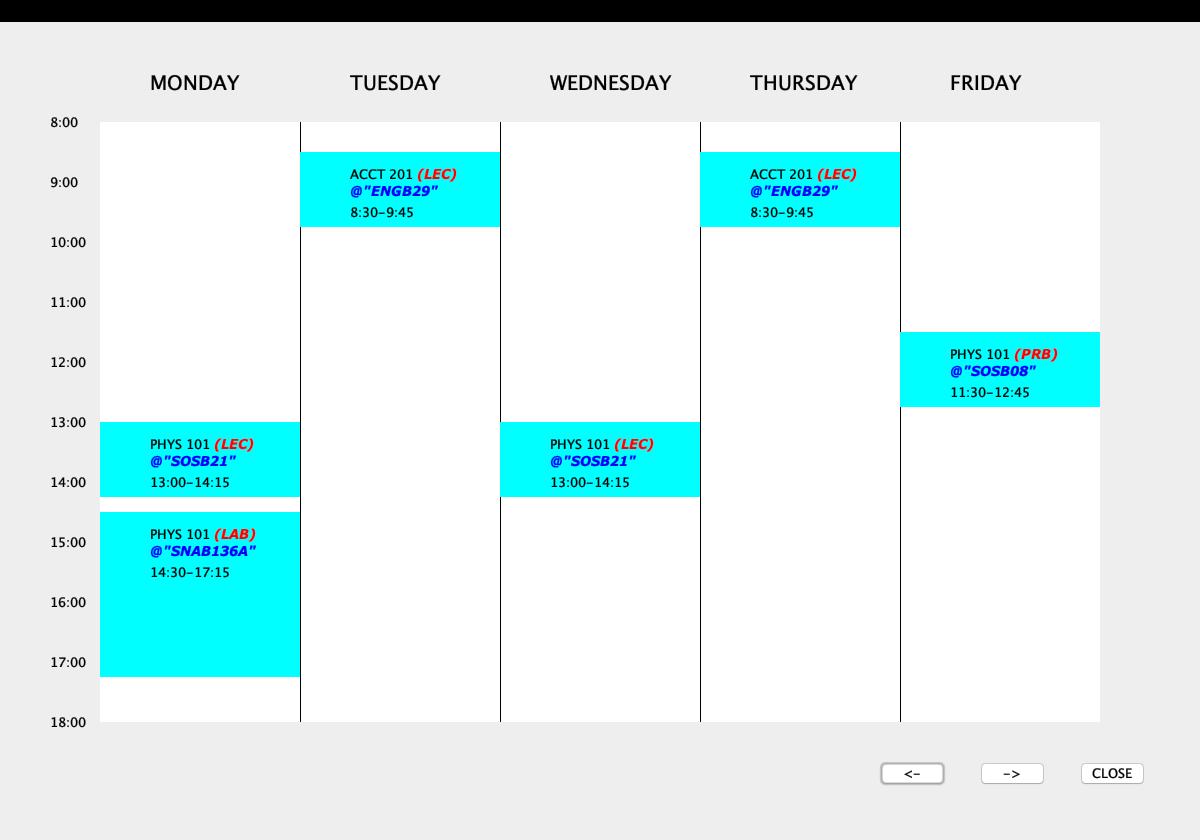 MONDAY TUESDAY WEDNESDAY THURSDAY FRIDAY
8:00
ACCT 201 (LEC)
@"ENGB29"
8:30-9:45
ACCT 201 (LEC)
@"ENGB29"
8:30-9:45
9:00
10:00
11:00
PHYS 101 (PRB)
@"SOSB08"
11:30-12:45
12:00
13:00
PHYS 101 (LEC)
@"SOSB21"
13:00-14:15
PHYS 101 (LEC)
@"SOSB21"
13:00-14:15
14:00
PHYS 101 (LAB)
@"SNAB136A"
14:30-17:15
15:00
16:00
17:00
18:00
<- -> CLOSE